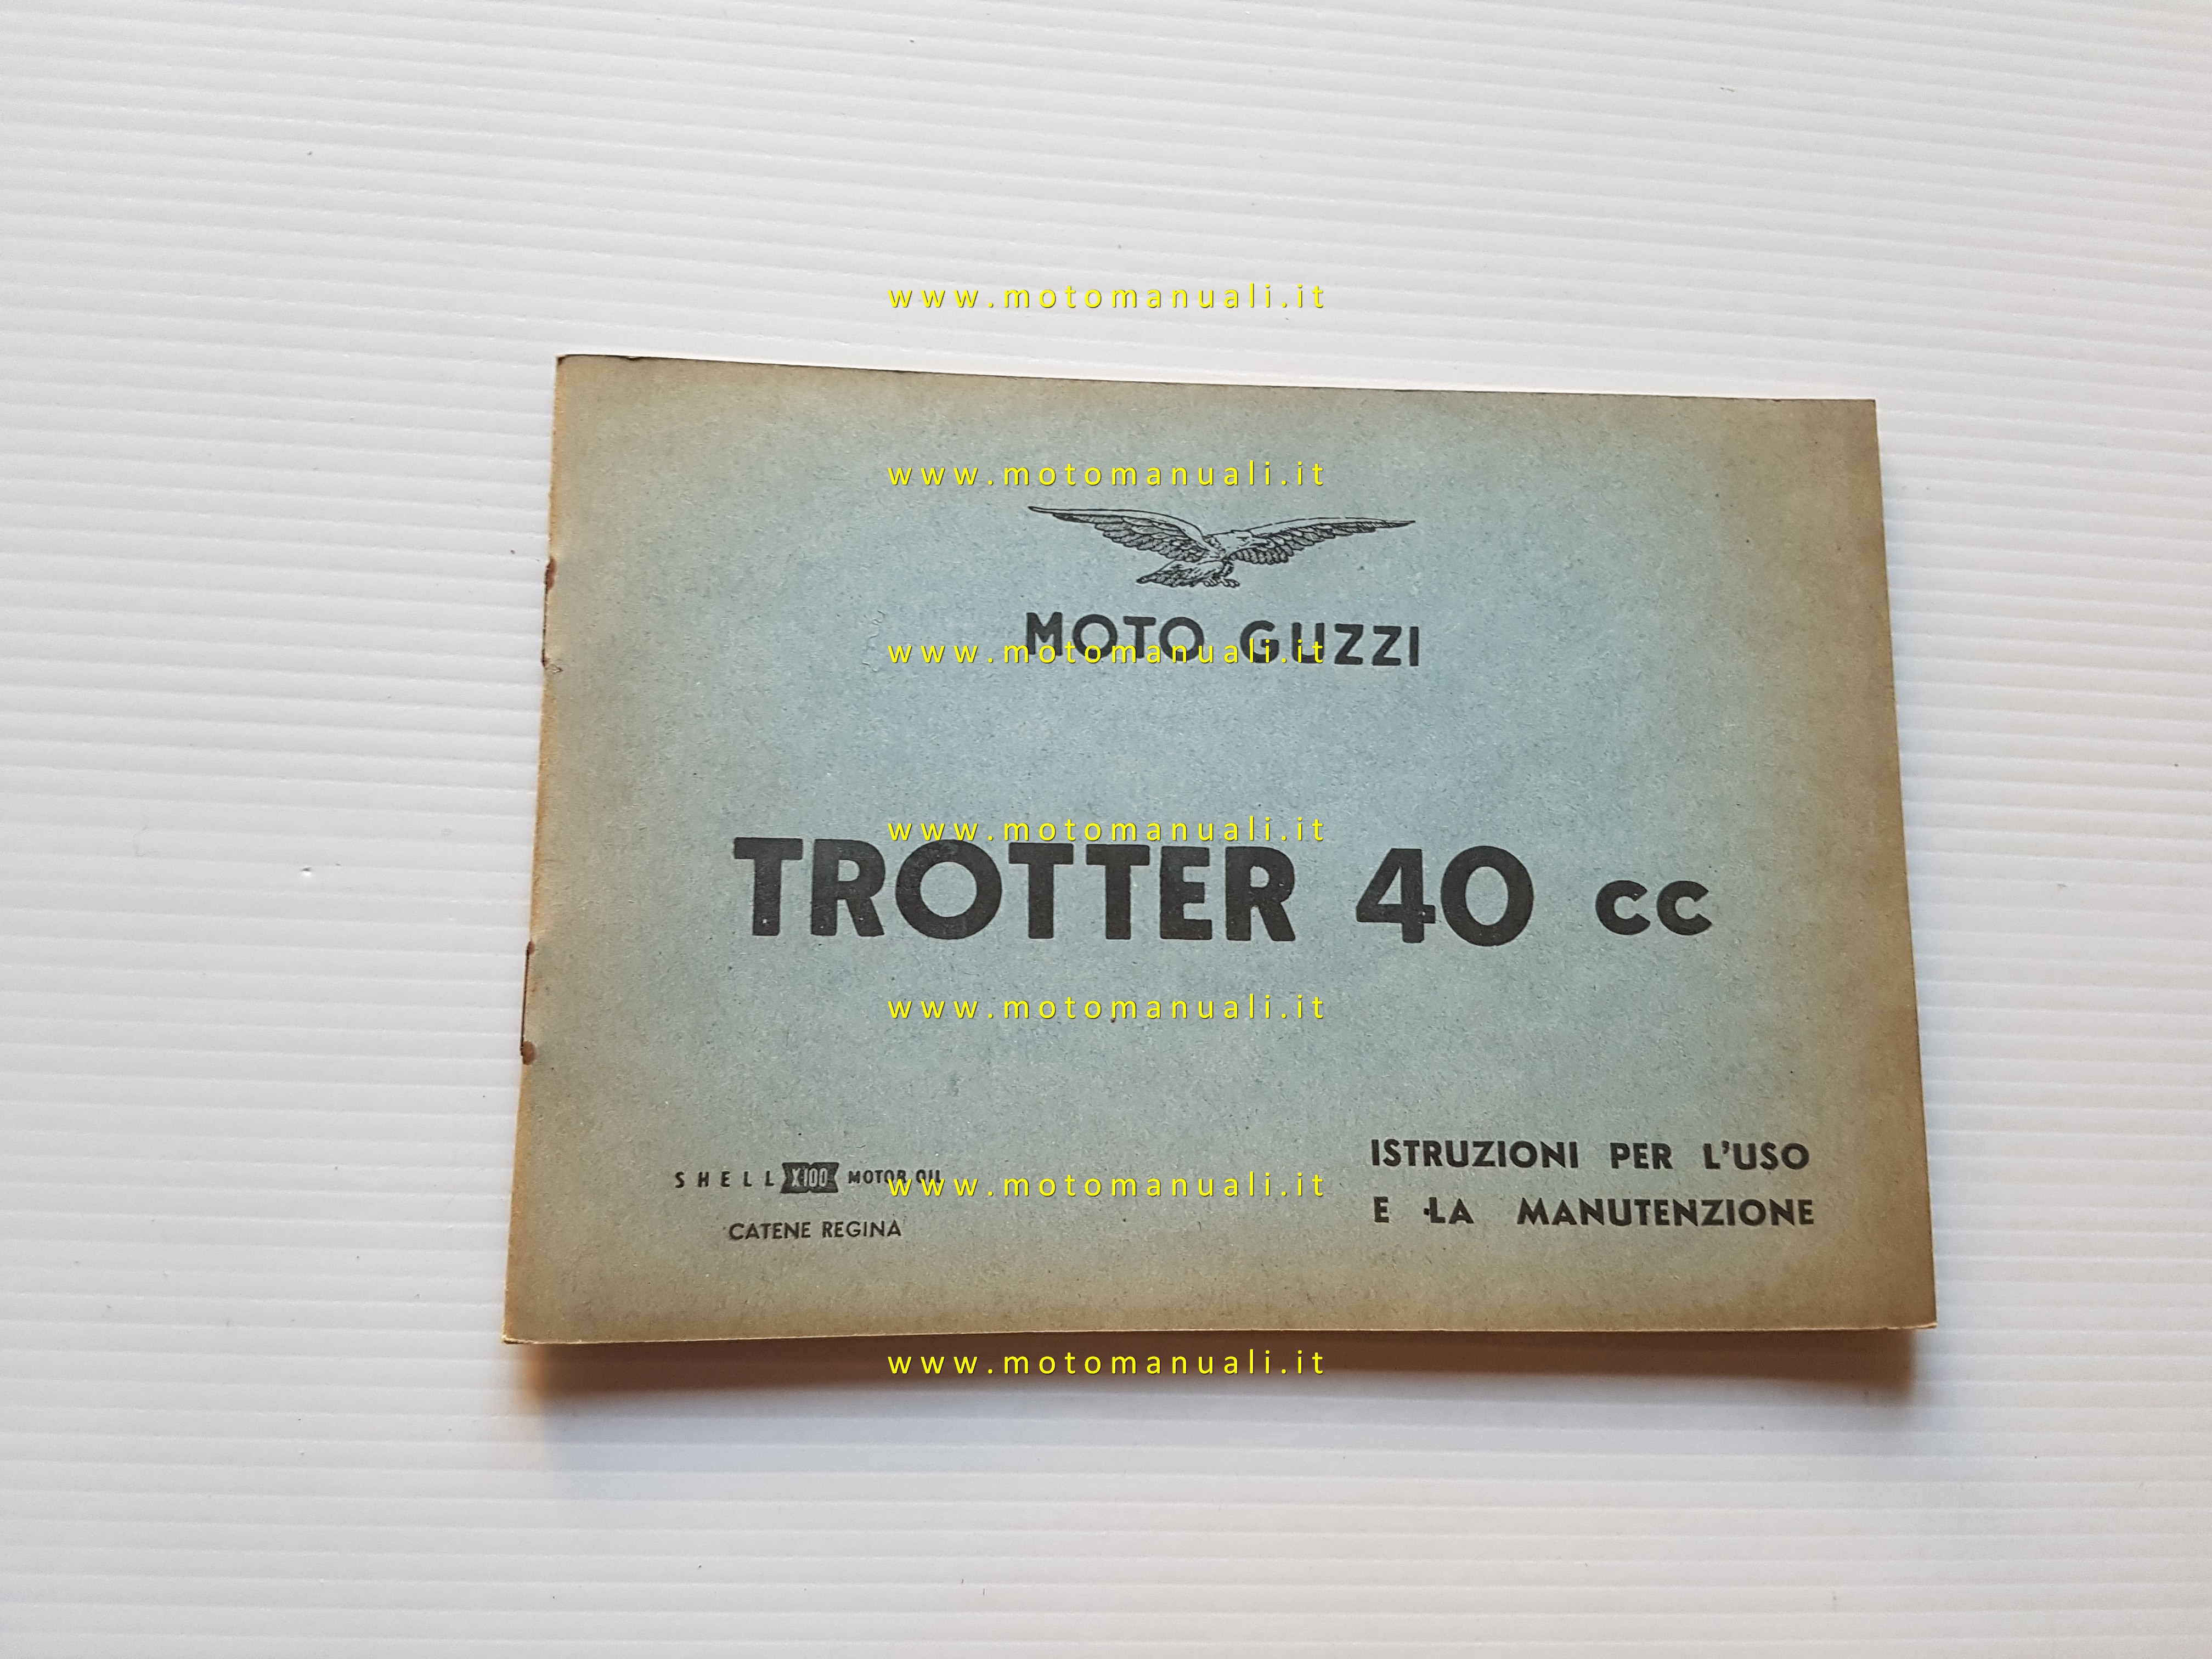 www.motomanuali.it
www.motomanuali.it
MOTO GUZZI
www.motomanuali.it
www.motomanuali.it
TROTTER 40 cc
www.motomanuali.it
ISTRUZIONI PER L'USO
E LA MANUTENZIONE
SHELL X-100 MOTOR OIL
www.motomanuali.it
CATENE REGINA
www.motomanuali.it